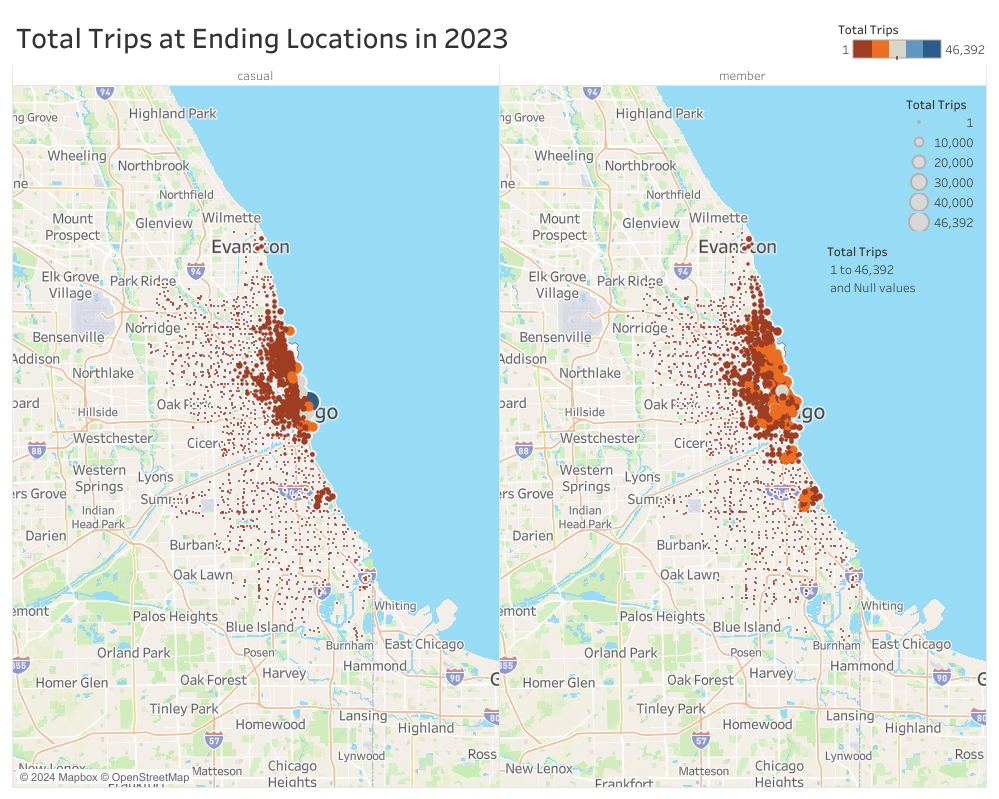 Total Trips at Ending Locations in 2023
Total Trips
1
46,392
casual
member
94
Highland Park
ng Grove
Wheeling
Northbrook
ne
Northfield
Mount
Prospect
Glenview
Wilmette
Evanston
94
Elk Grove
Village
Park Ridge
Norridge
Bensenville
Addison
Northlake
bard
Hillside
Oak P
go
Westchester
Cicer
88
Western
Springs
Lyons
ers Grove
Summ
Indian
Head Park
Darien
Burbank
Oak Lawn
Whiting
emont
Palos Heights
Blue Island
East Chicago
Burnham
355
Orland Park
Posen
Hammond
Harvey
90
Homer Glen
Oak Forest
G
Tinley Park
Lansing
80
Homewood
Highland
57
Ross
Lynwood
New Lenox
Matteson
Chicago
Heights
Frankfort
© 2024 Mapbox © OpenStreetMap
94
Highland Park
ng Grove
Wheeling
Northbrook
ne
Northfield
Mount
Prospect
Glenview
Wilmette
Evanston
94
Elk Grove
Village
Park Ridge
Norridge
Bensenville
Addison
Northlake
bard
Hillside
Oak P
go
Westchester
Cicer
88
Western
Springs
Lyons
ers Grove
Summ
Indian
Head Park
Darien
Burbank
Oak Lawn
Whiting
emont
Palos Heights
Blue Island
East Chicago
Burnham
355
Orland Park
Posen
Hammond
Harvey
90
Homer Glen
Oak Forest
G
Tinley Park
Lansing
80
Homewood
Highland
57
Ross
Lynwood
New Lenox
Matteson
Chicago
Heights
Frankfort
Total Trips
1
10,000
20,000
30,000
40,000
46,392
Total Trips
1 to 46,392
and Null values